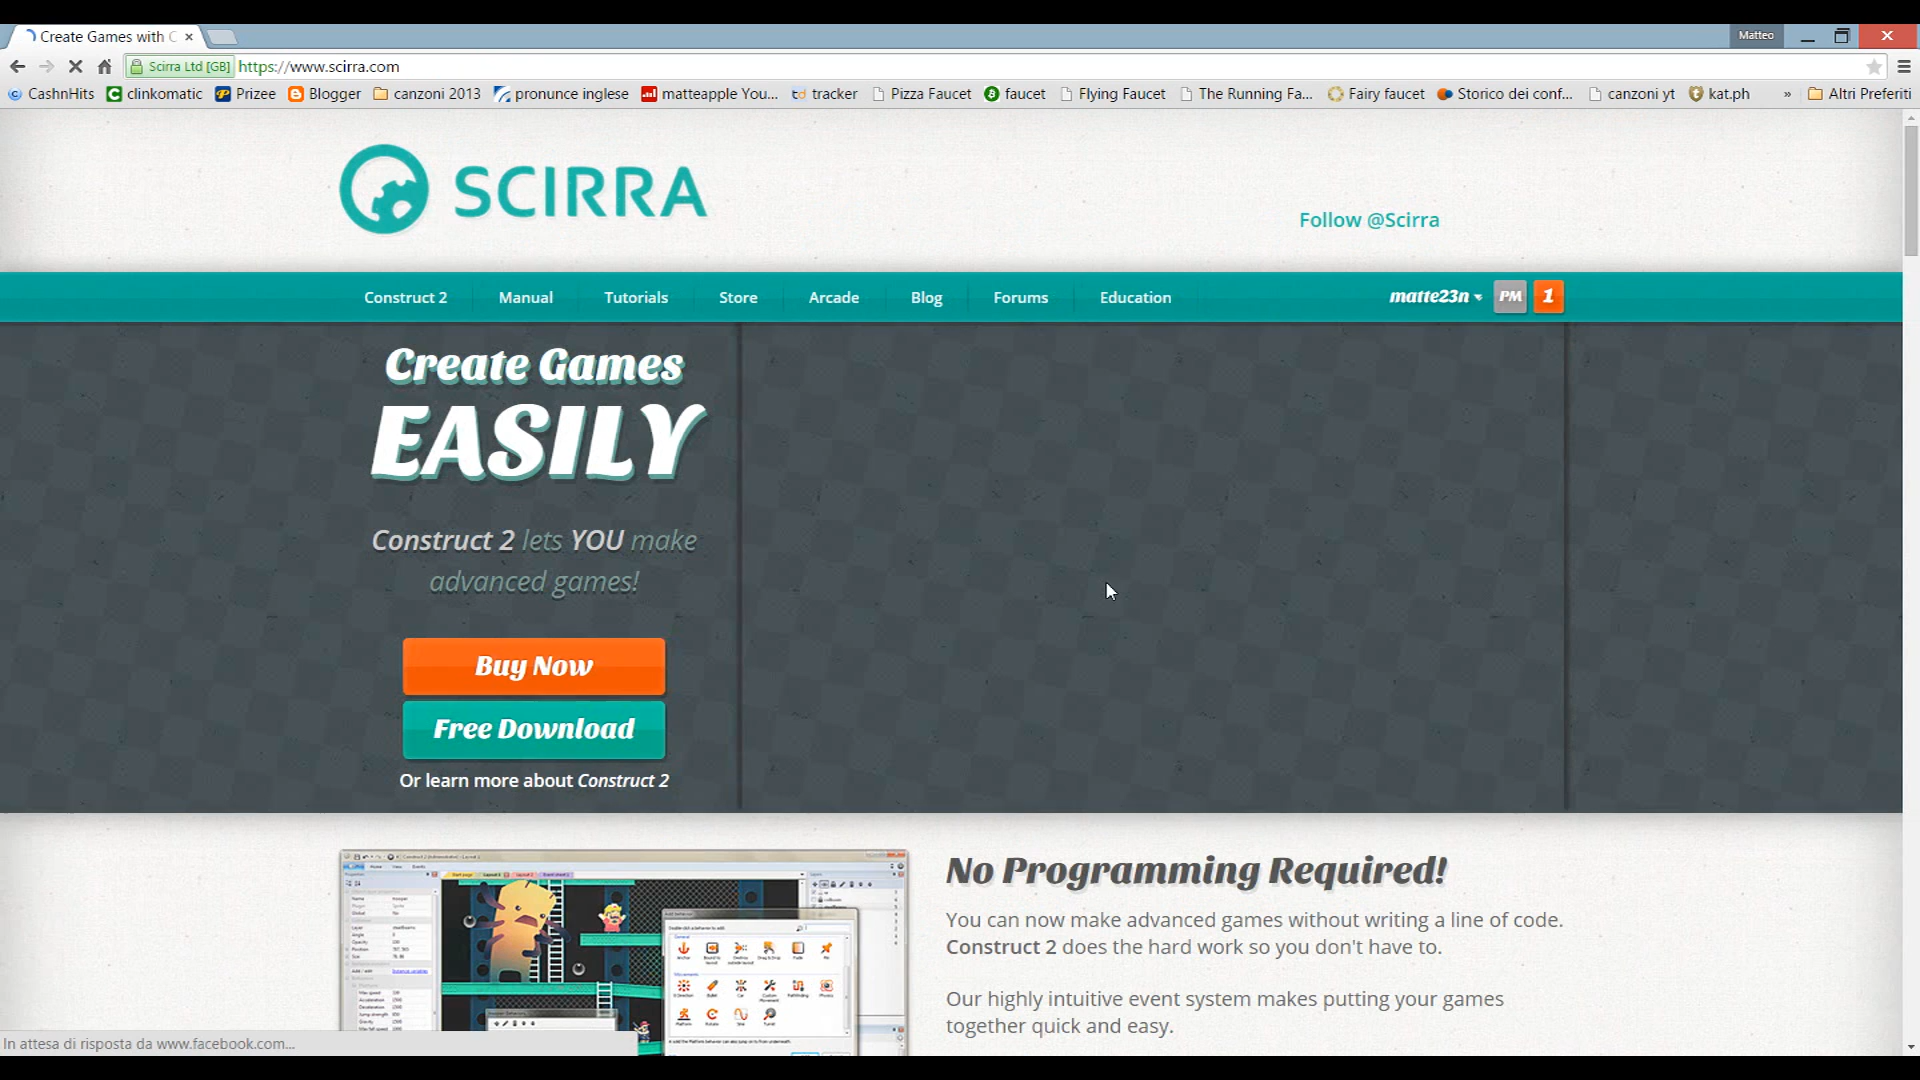 Create Games with C
Matteo
Scirra Ltd [GB] https://www.scirra.com
CashnHits clinkomatic Prizee Blogger canzoni 2013 pronunce inglese matteapple You... tracker Pizza Faucet faucet Flying Faucet The Running Fa... Fairy faucet Storico dei conf... canzoni yt kat.ph » Altri Preferiti
SCIRRA
Follow @Scirra
Construct 2 Manual Tutorials Store Arcade Blog Forums Education matte23n PM 1
Create Games
EASILY
Construct 2 lets YOU make
advanced games!
Buy Now
Free Download
Or learn more about Construct 2
No Programming Required!
You can now make advanced games without writing a line of code.
Construct 2 does the hard work so you don't have to.
Our highly intuitive event system makes putting your games
together quick and easy.
In attesa di risposta da www.facebook.com...